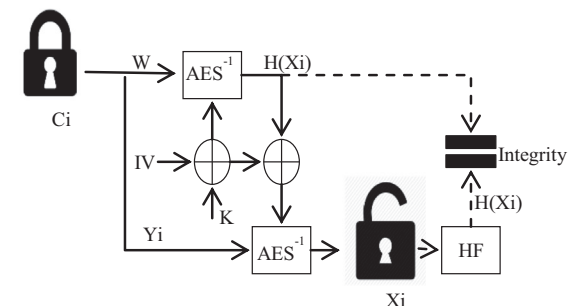 W
AES⁻¹
H(Xi)
Ci
IV
Integrity
K
H(Xi)
Yi
AES⁻¹
HF
Xi